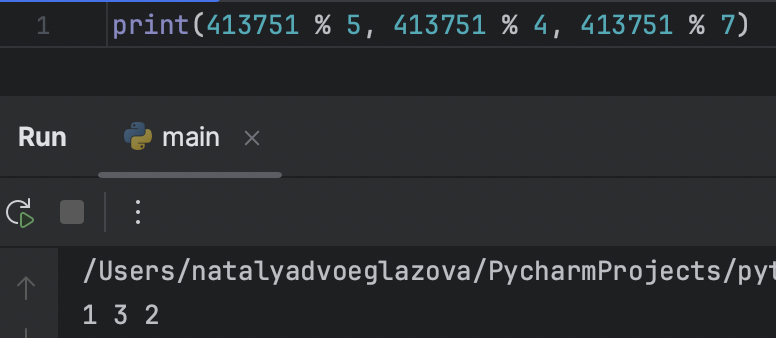 1 print(413751 % 5, 413751 % 4, 413751 % 7)
Run main
/Users/natalyadvoeglazova/PycharmProjects/pyt
1 3 2